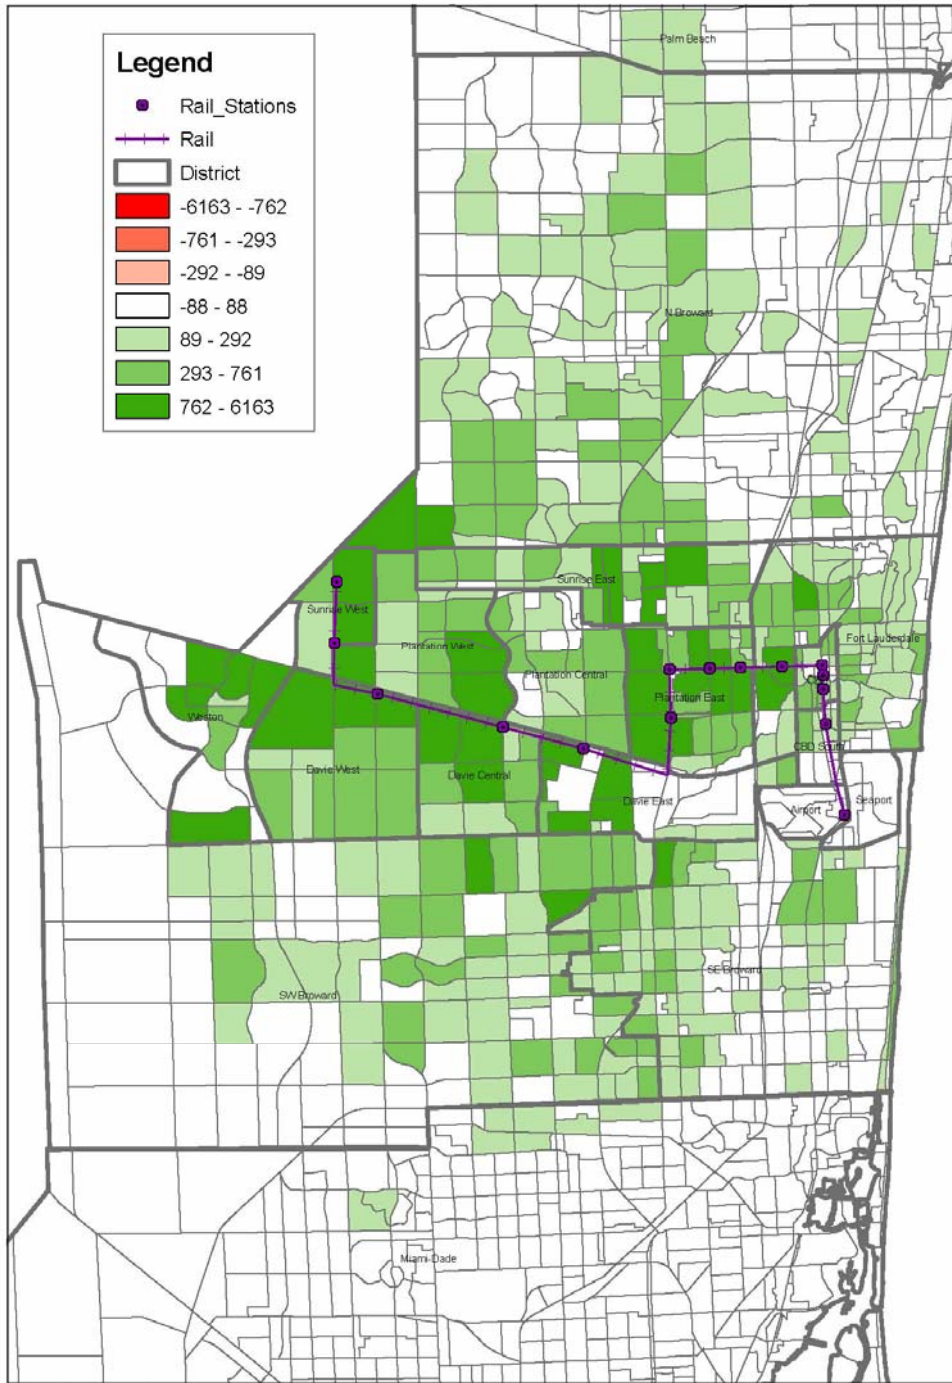 Palm Beach
Legend
Rail_Stations
Rail
District
-6163 - -762
-761 - -293
-292 - -89
-88 - 88
89 - 292
293 - 761
762 - 6163
N Broward
Sunrise East
Sunrise West
Fort Lauderdale
Plantation West
Plantation Central
Plantation East
Weston
CBD South
Davie West
Davie Central
Davie East
Seaport
Airport
SE Broward
SW Broward
Miami-Dade